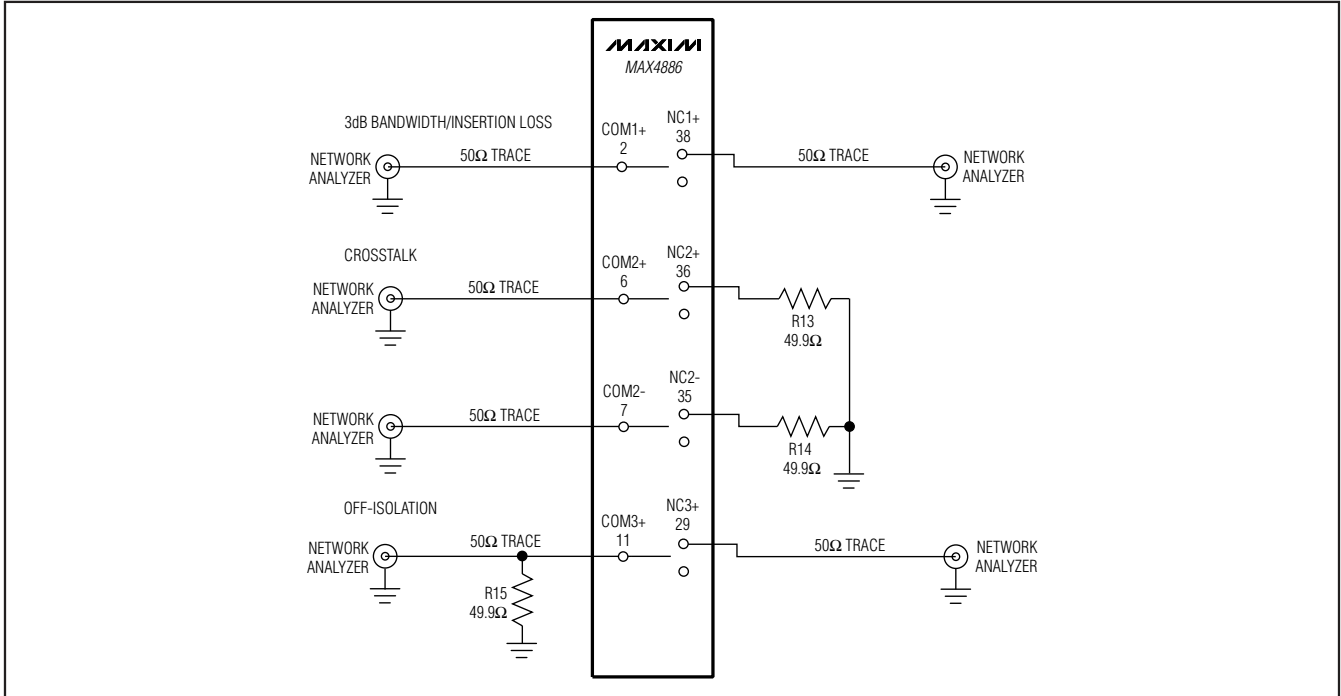 MAXIM
MAX4886
3dB BANDWIDTH/INSERTION LOSS
NETWORK
ANALYZER
50Ω TRACE
COM1+
2
NC1+
38
50Ω TRACE
NETWORK
ANALYZER
CROSSTALK
NETWORK
ANALYZER
50Ω TRACE
COM2+
6
NC2+
36
R13
49.9Ω
NETWORK
ANALYZER
50Ω TRACE
COM2-
7
NC2-
35
R14
49.9Ω
OFF-ISOLATION
NETWORK
ANALYZER
50Ω TRACE
R15
49.9Ω
COM3+
11
NC3+
29
50Ω TRACE
NETWORK
ANALYZER